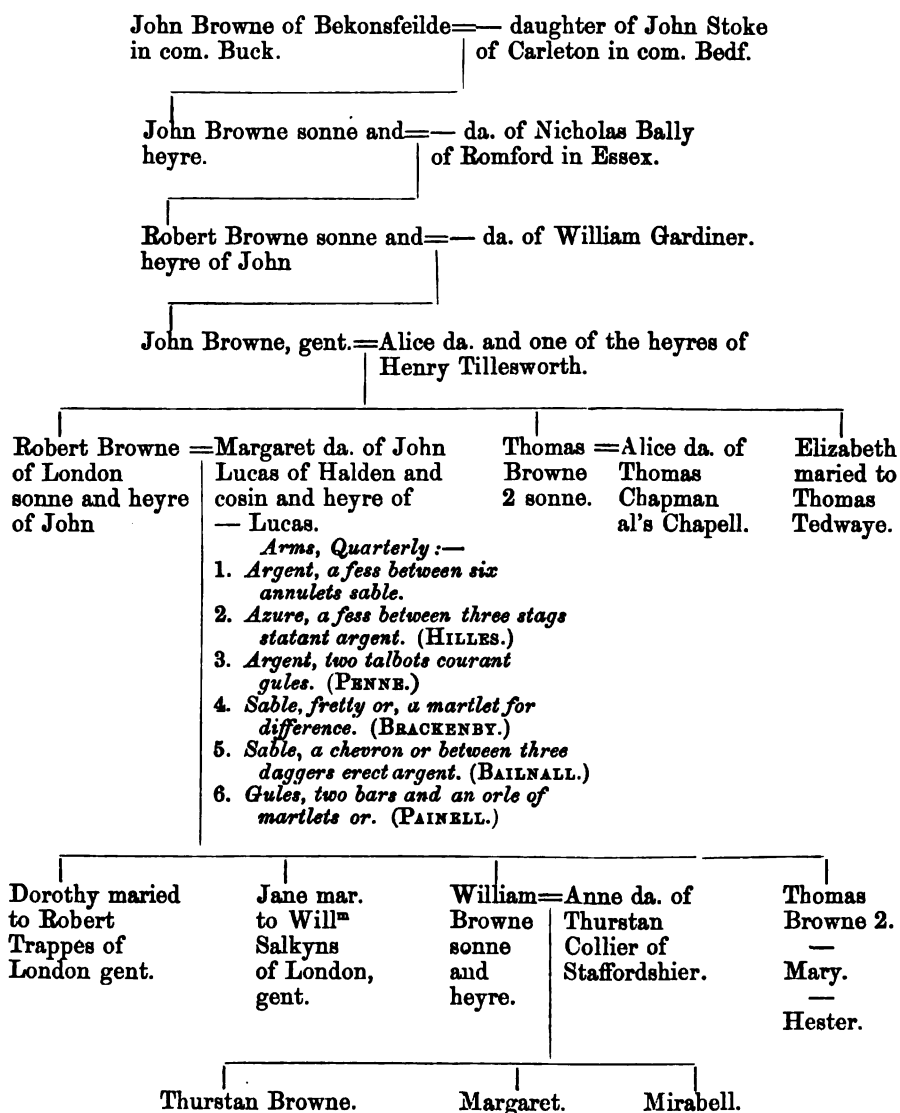 John Browne of Bekonsfeilde=— daughter of John Stoke
in com. Buck. of Carleton in com. Bedf.
John Browne sonne and=— da. of Nicholas Bally
heyre. of Romford in Essex.
Robert Browne sonne and=— da. of William Gardiner.
heyre of John
John Browne, gent.=Alice da. and one of the heyres of
Henry Tillesworth.
Robert Browne
of London
sonne and heyre
of John
=Margaret da. of John
Lucas of Halden and
cosin and heyre of
— Lucas.
Arms, Quarterly:—
1. Argent, a fess between six
annulets sable.
2. Azure, a fess between three stags
statant argent. (HILLES.)
3. Argent, two talbots courant
gules. (PENNE.)
4. Sable, fretty or, a martlet for
difference. (BRACKENBY.)
5. Sable, a chevron or between three
daggers erect argent. (BAILNALL.)
6. Gules, two bars and an orle of
martlets or. (PAINELL.)
Thomas
Browne
2 sonne.
=Alice da. of
Thomas
Chapman
al's Chapell.
Elizabeth
maried to
Thomas
Tedwaye.
Dorothy maried
to Robert
Trappes of
London gent.
Jane mar.
to Willᵐ
Salkyns
of London,
gent.
William=
Browne
sonne
and
heyre.
Anne da. of
Thurstan
Collier of
Staffordshier.
Thomas
Browne 2.
—
Mary.
—
Hester.
Thurstan Browne. Margaret. Mirabell.